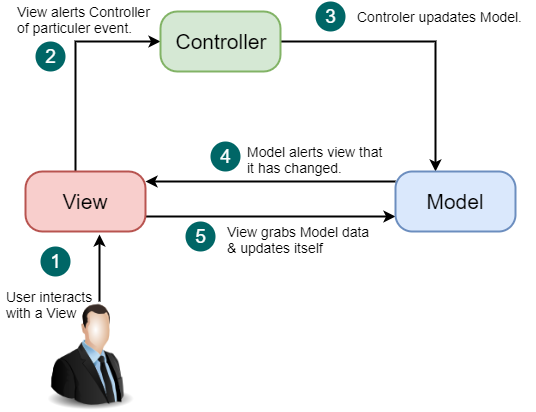 View alerts Controller
of particuler event.
2
Controller
3
Controler upadates Model.
4
Model alerts view that
it has changed.
View
Model
5
View grabs Model data
& updates itself
1
User interacts
with a View